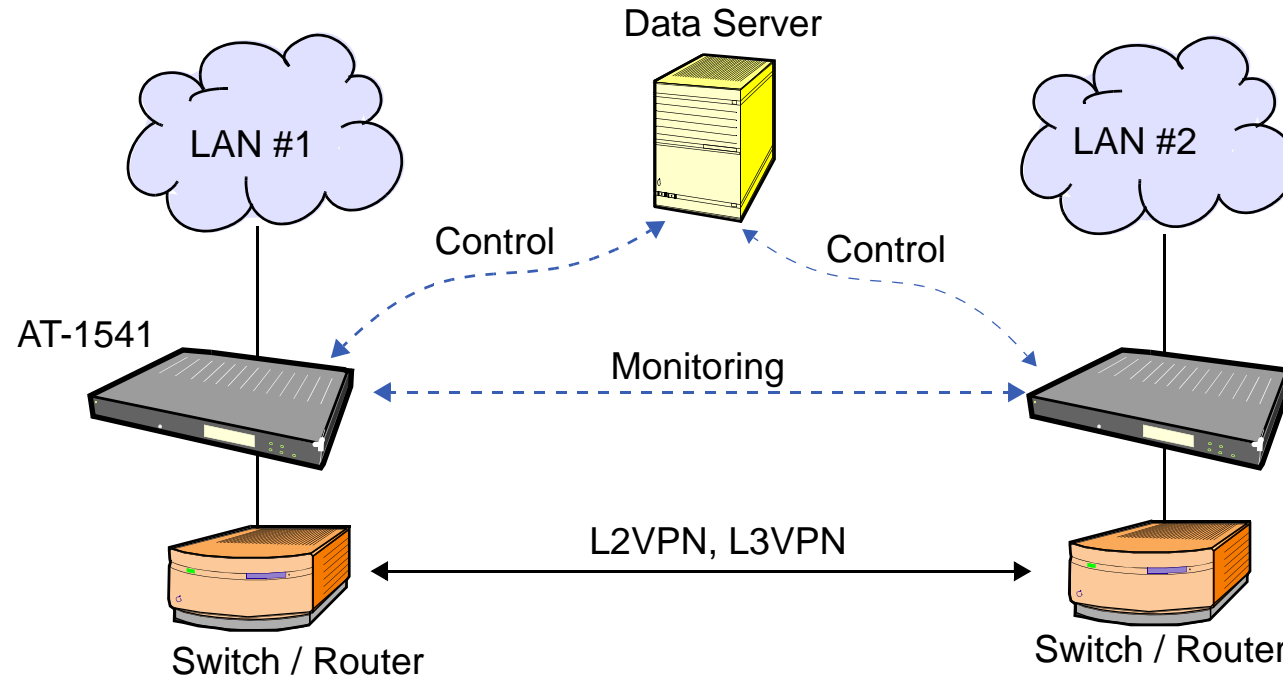 Data Server
LAN #1
LAN #2
Control
Control
AT-1541
Monitoring
L2VPN, L3VPN
Switch / Router
Switch / Router